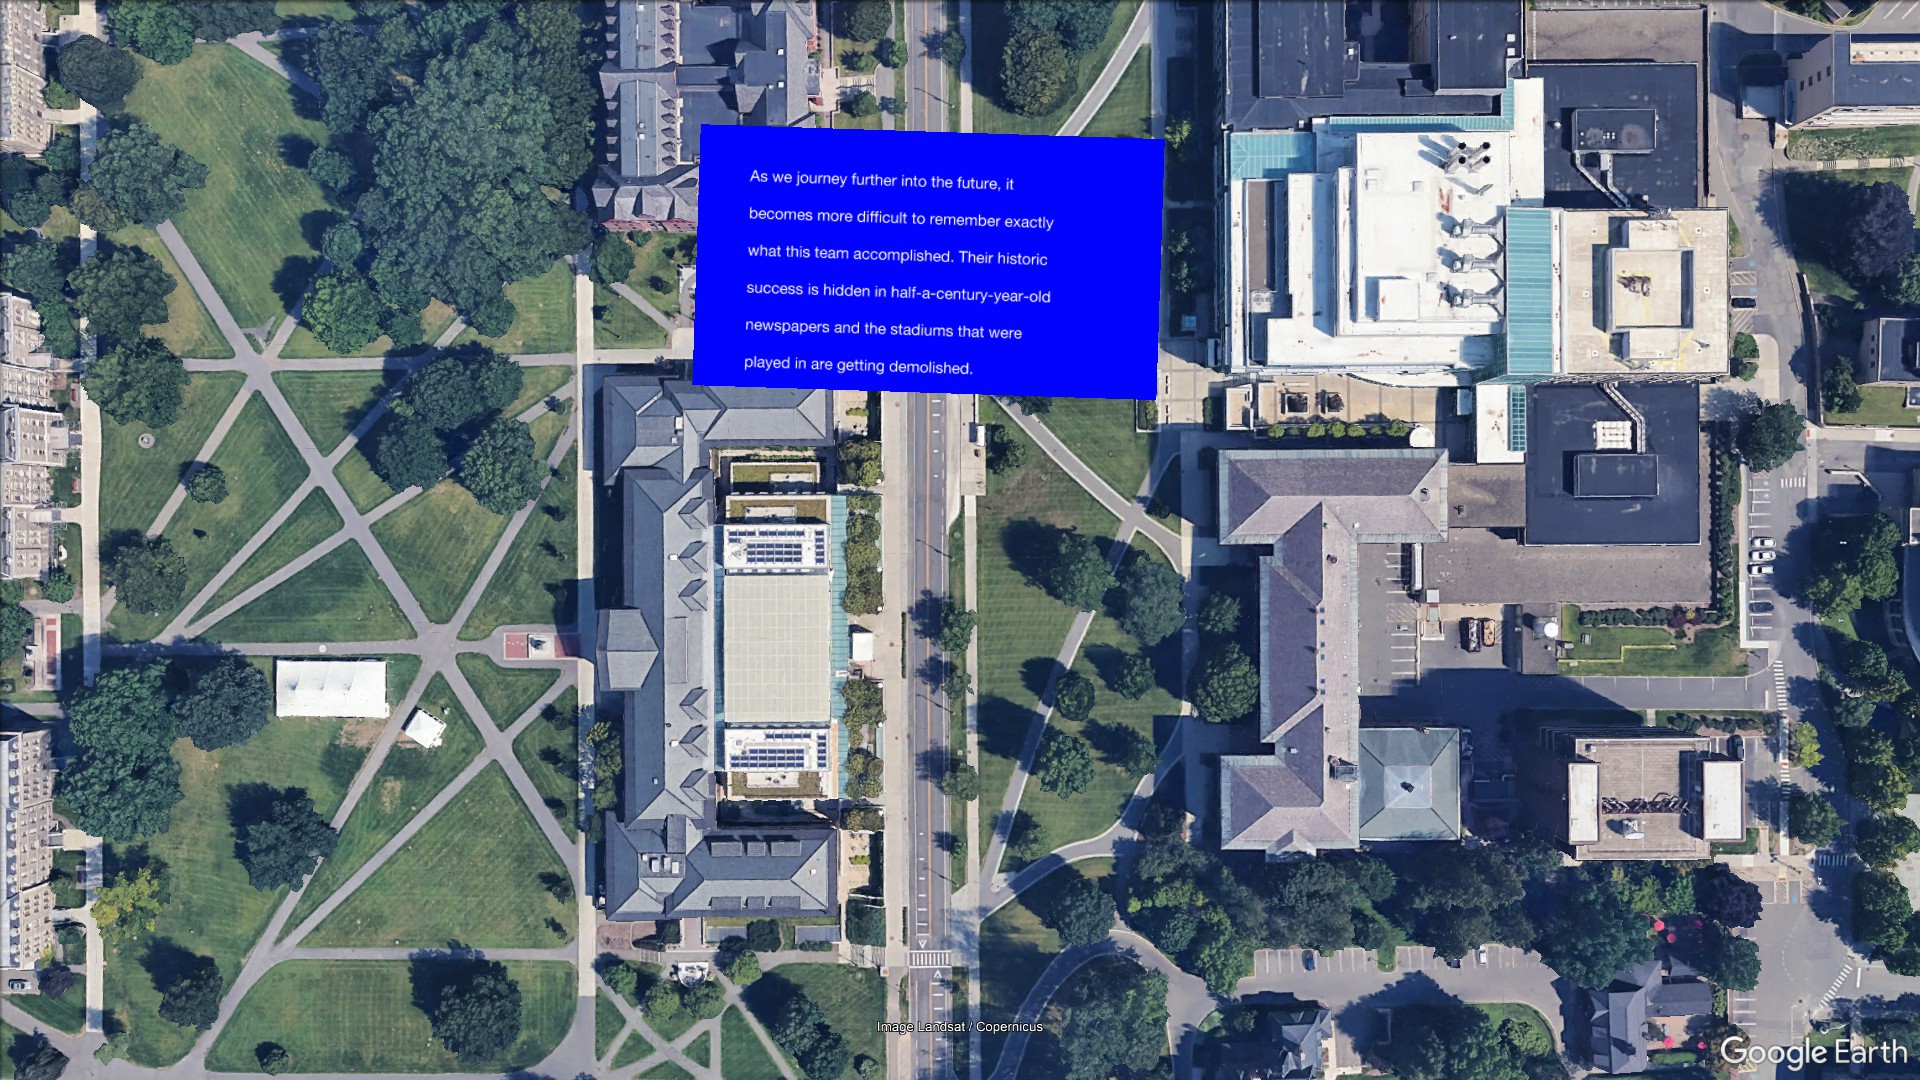 As we journey further into the future, it
becomes more difficult to remember exactly
what this team accomplished. Their historic
success is hidden in half-a-century-year-old
newspapers and the stadiums that were
played in are getting demolished.
Image Landsat / Copernicus
Google Earth